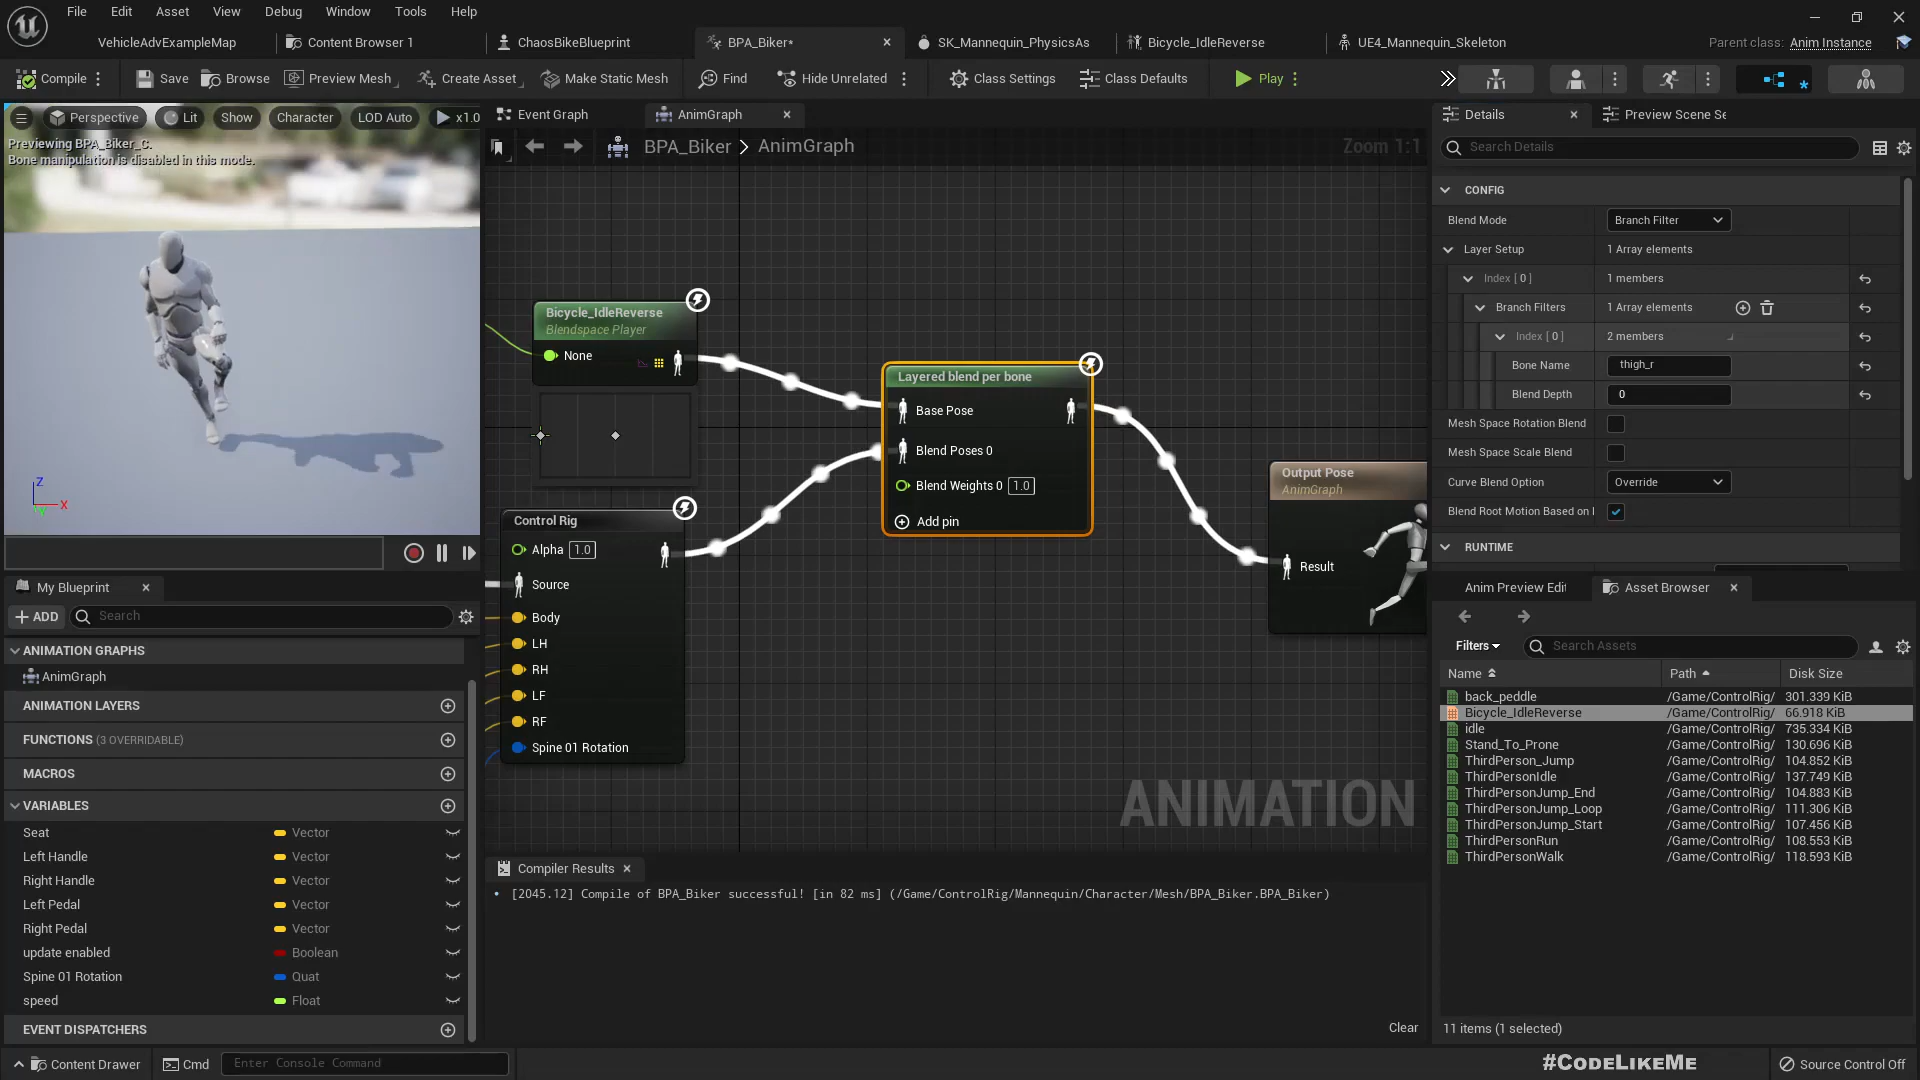 File Edit Asset View Debug Window Tools Help
VehicleAdvExampleMap Content Browser 1 ChaosBikeBlueprint BPA_Biker* SK_Mannequin_PhysicsAs Bicycle_IdleReverse UE4_Mannequin_Skeleton Parent class: Anim Instance
Compile Save Browse Preview Mesh Create Asset Make Static Mesh Find Hide Unrelated Class Settings Class Defaults Play
Perspective Lit Show Character LOD Auto x1.0
Previewing BPA_Biker_C.
Bone manipulation is disabled in this mode.
Z
X
Y
Event Graph AnimGraph
BPA_Biker > AnimGraph Zoom 1:1
Bicycle_IdleReverse
Blendspace Player
None
Layered blend per bone
Base Pose
Blend Poses 0
Blend Weights 0 1.0
Add pin
Output Pose
AnimGraph
Result
Control Rig
Alpha 1.0
Source
Body
LH
RH
LF
RF
Spine 01 Rotation
ANIMATION
Details Preview Scene Se
Search Details
CONFIG
Blend Mode Branch Filter
Layer Setup 1 Array elements
Index [ 0 ] 1 members
Branch Filters 1 Array elements
Index [ 0 ] 2 members
Bone Name thigh_r
Blend Depth 0
Mesh Space Rotation Blend
Mesh Space Scale Blend
Curve Blend Option Override
Blend Root Motion Based on
RUNTIME
My Blueprint
ADD Search
ANIMATION GRAPHS
AnimGraph
ANIMATION LAYERS
FUNCTIONS (3 OVERRIDABLE)
MACROS
VARIABLES
Seat Vector
Left Handle Vector
Right Handle Vector
Left Pedal Vector
Right Pedal Vector
update enabled Boolean
Spine 01 Rotation Quat
speed Float
EVENT DISPATCHERS
Compiler Results
[2045.12] Compile of BPA_Biker successful! [in 82 ms] (/Game/ControlRig/Mannequin/Character/Mesh/BPA_Biker.BPA_Biker)
Clear
Anim Preview Edit Asset Browser
Filters Search Assets
Name Path Disk Size
back_peddle /Game/ControlRig/ 301.339 KiB
Bicycle_IdleReverse /Game/ControlRig/ 66.918 KiB
idle /Game/ControlRig/ 735.334 KiB
Stand_To_Prone /Game/ControlRig/ 130.696 KiB
ThirdPerson_Jump /Game/ControlRig/ 104.852 KiB
ThirdPersonIdle /Game/ControlRig/ 137.749 KiB
ThirdPersonJump_End /Game/ControlRig/ 104.883 KiB
ThirdPersonJump_Loop /Game/ControlRig/ 111.306 KiB
ThirdPersonJump_Start /Game/ControlRig/ 107.456 KiB
ThirdPersonRun /Game/ControlRig/ 108.553 KiB
ThirdPersonWalk /Game/ControlRig/ 118.593 KiB
11 items (1 selected)
Content Drawer Cmd Enter Console Command #CodeLikeMe Source Control Off